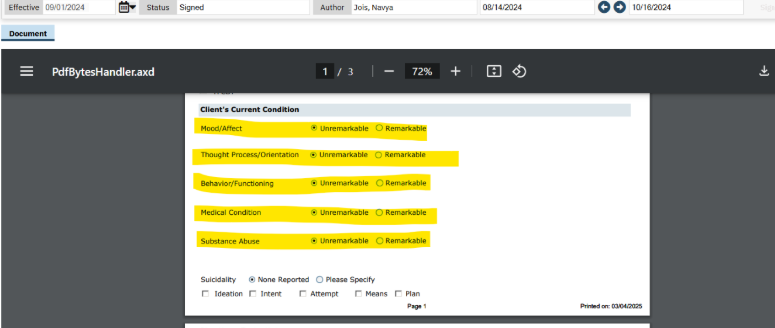 Effective 09/01/2024 Status Signed Author Jois, Navya 08/14/2024 10/16/2024
Document
PdfBytesHandler.axd 1 / 3 72%
Client's Current Condition
Mood/Affect Unremarkable Remarkable
Thought Process/Orientation Unremarkable Remarkable
Behavior/Functioning Unremarkable Remarkable
Medical Condition Unremarkable Remarkable
Substance Abuse Unremarkable Remarkable
Suicidality None Reported Please Specify
Ideation Intent Attempt Means Plan
Page 1 Printed on: 03/04/2025